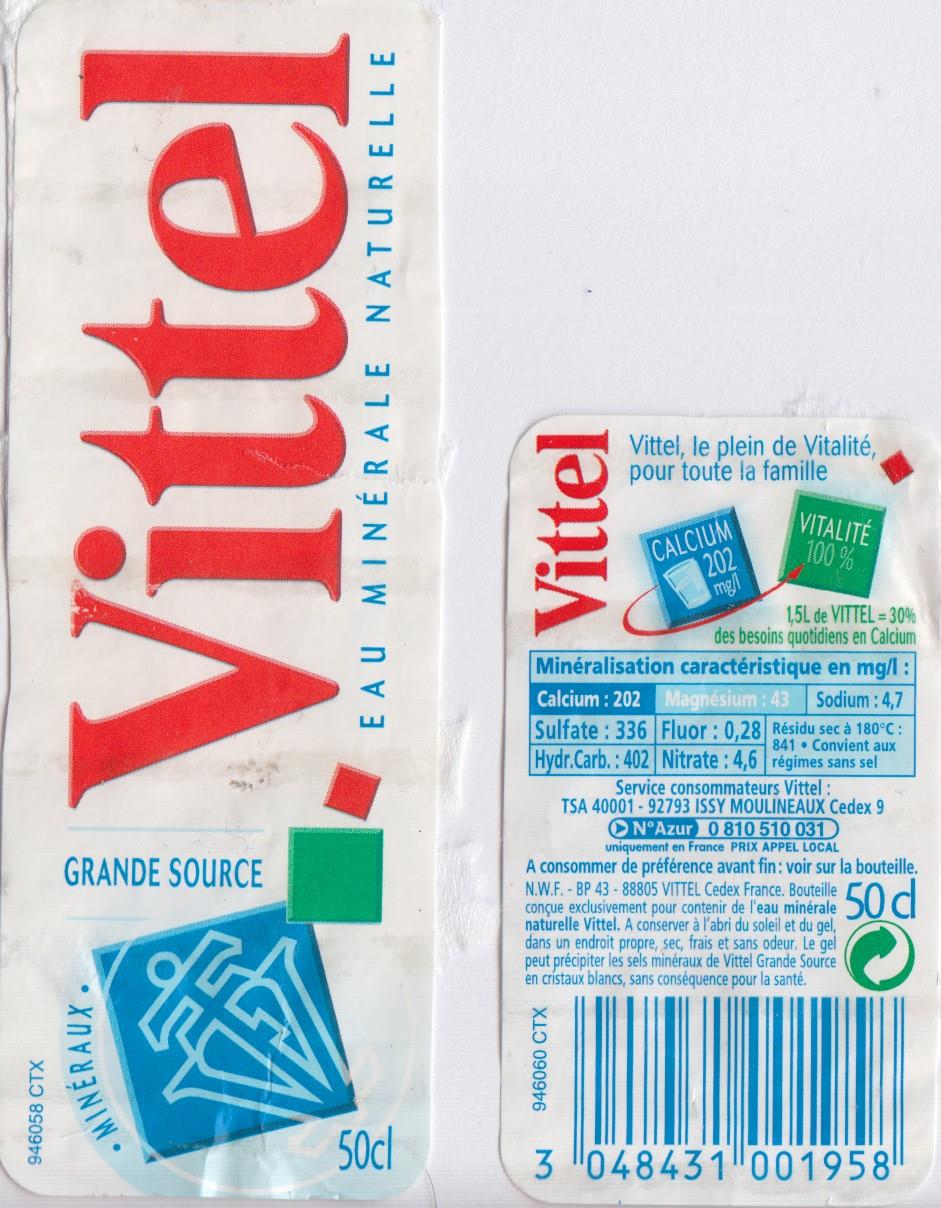 Vittel
EAU MINÉRALE NATURELLE
GRANDE SOURCE
• MINÉRAUX •
50cl
946058 CTX
Vittel
Vittel, le plein de Vitalité,
pour toute la famille
CALCIUM
202
mg/l
VITALITÉ
100 %
1,5L de VITTEL = 30%
des besoins quotidiens en Calcium
Minéralisation caractéristique en mg/l :
Calcium : 202 Magnésium : 43 Sodium : 4,7
Sulfate : 336 Fluor : 0,28 Résidu sec à 180°C :
841 • Convient aux
Hydr.Carb. : 402 Nitrate : 4,6 régimes sans sel
Service consommateurs Vittel :
TSA 40001 - 92793 ISSY MOULINEAUX Cedex 9
N°Azur 0 810 510 031
uniquement en France PRIX APPEL LOCAL
A consommer de préférence avant fin : voir sur la bouteille.
N.W.F. - BP 43 - 88805 VITTEL Cedex France. Bouteille
conçue exclusivement pour contenir de l'eau minérale
naturelle Vittel. A conserver à l'abri du soleil et du gel,
dans un endroit propre, sec, frais et sans odeur. Le gel
peut précipiter les sels minéraux de Vittel Grande Source
en cristaux blancs, sans conséquence pour la santé.
50 cl
946060 CTX
3 048431 001958